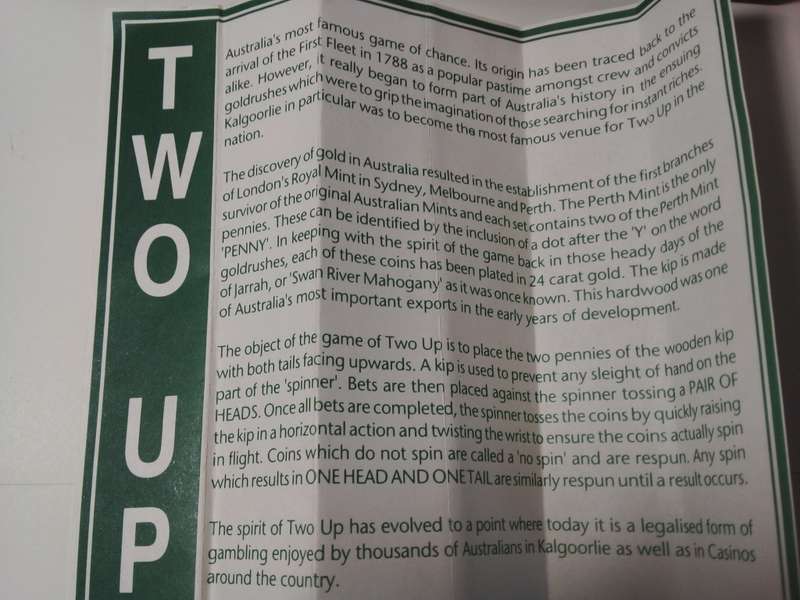 TWO UP
Australia's most famous game of chance. Its origin has been traced back to the
arrival of the First Fleet in 1788 as a popular pastime amongst crew and convicts
alike. However, it really began to form part of Australia's history in the ensuing
goldrushes which were to grip the imagination of those searching for instant riches.
Kalgoorlie in particular was to become the most famous venue for Two Up in the
nation.
The discovery of gold in Australia resulted in the establishment of the first branches
of London's Royal Mint in Sydney, Melbourne and Perth. The Perth Mint is the only
survivor of the original Australian Mints and each set contains two of the Perth Mint
pennies. These can be identified by the inclusion of a dot after the 'Y' on the word
'PENNY'. In keeping with the spirit of the game back in those heady days of the
goldrushes, each of these coins has been plated in 24 carat gold. The kip is made
of Jarrah, or 'Swan River Mahogany' as it was once known. This hardwood was one
of Australia's most important exports in the early years of development.
The object of the game of Two Up is to place the two pennies of the wooden kip
with both tails facing upwards. A kip is used to prevent any sleight of hand on the
part of the 'spinner'. Bets are then placed against the spinner tossing a PAIR OF
HEADS. Once all bets are completed, the spinner tosses the coins by quickly raising
the kip in a horizontal action and twisting the wrist to ensure the coins actually spin
in flight. Coins which do not spin are called a 'no spin' and are respun. Any spin
which results in ONE HEAD AND ONE TAIL are similarly respun until a result occurs.
The spirit of Two Up has evolved to a point where today it is a legalised form of
gambling enjoyed by thousands of Australians in Kalgoorlie as well as in Casinos
around the country.